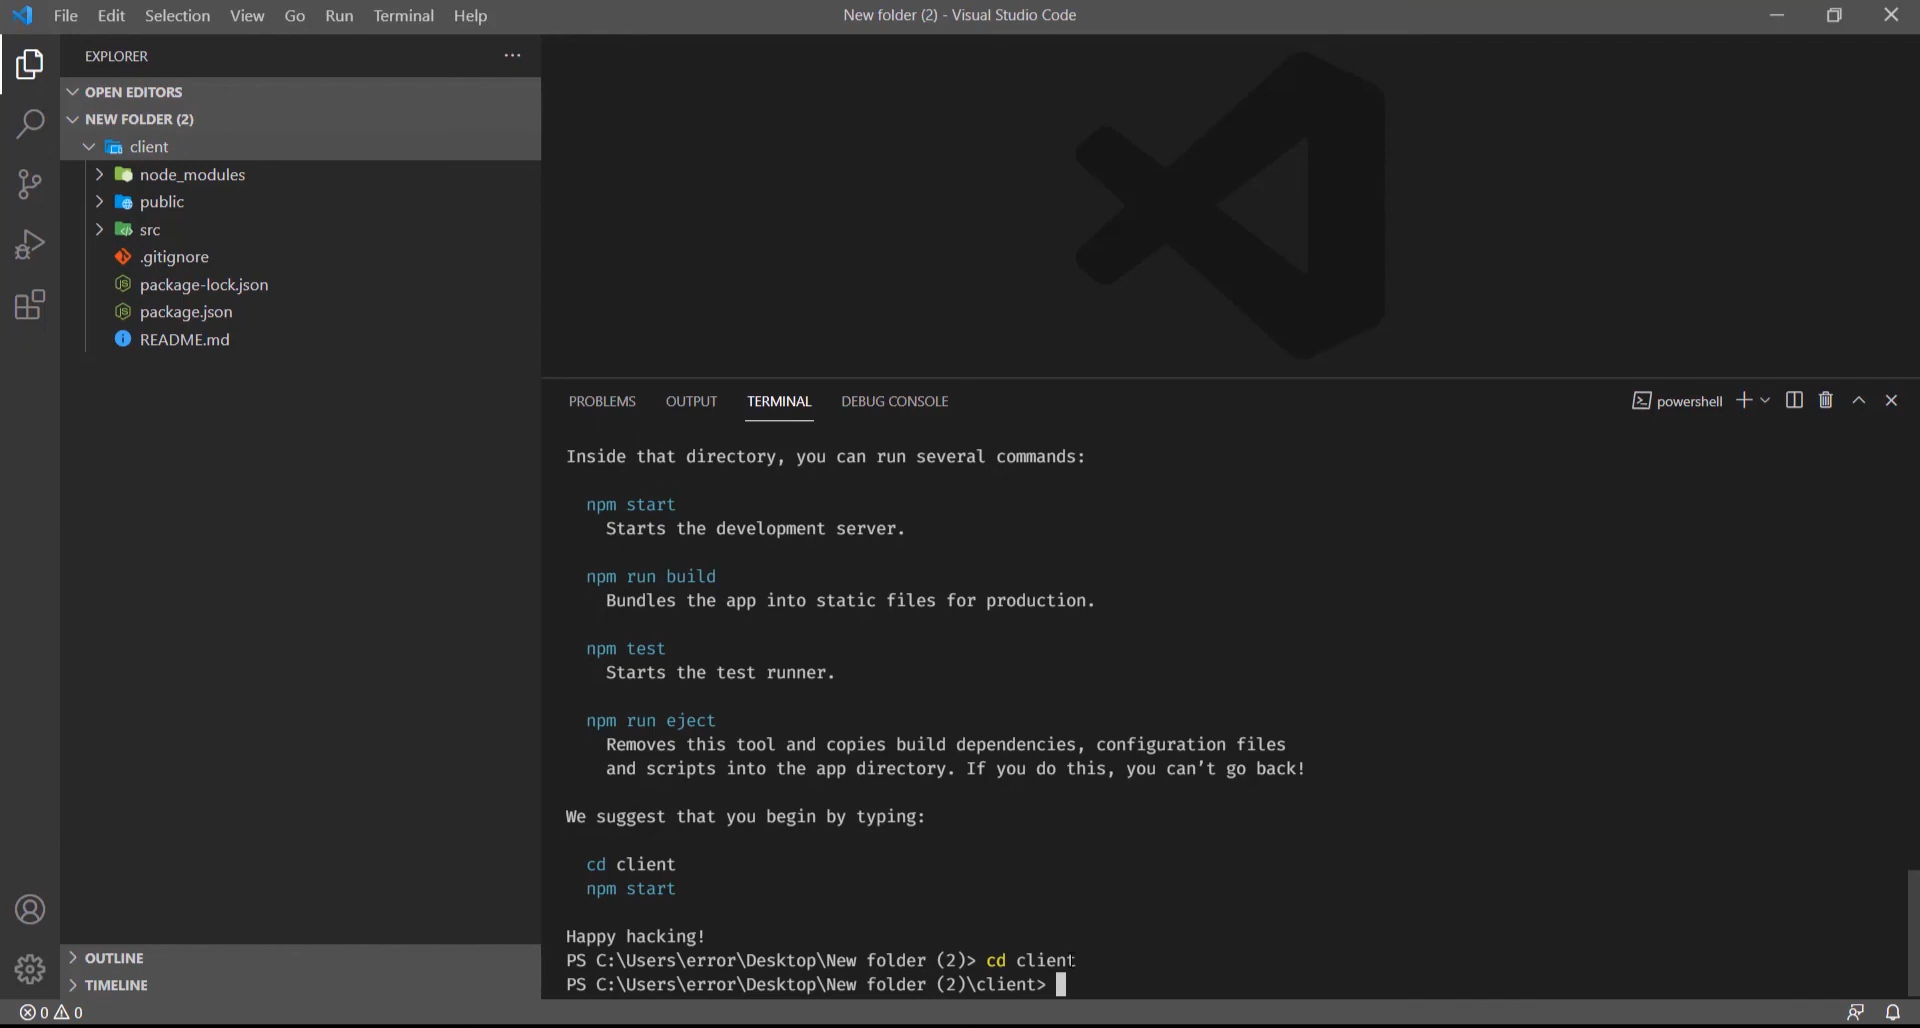 File Edit Selection View Go Run Terminal Help
New folder (2) - Visual Studio Code
EXPLORER
OPEN EDITORS
NEW FOLDER (2)
client
node_modules
public
src
.gitignore
package-lock.json
package.json
README.md
OUTLINE
TIMELINE
PROBLEMS OUTPUT TERMINAL DEBUG CONSOLE
powershell
Inside that directory, you can run several commands:
npm start
Starts the development server.
npm run build
Bundles the app into static files for production.
npm test
Starts the test runner.
npm run eject
Removes this tool and copies build dependencies, configuration files
and scripts into the app directory. If you do this, you can’t go back!
We suggest that you begin by typing:
cd client
npm start
Happy hacking!
PS C:\Users\error\Desktop\New folder (2)> cd client
PS C:\Users\error\Desktop\New folder (2)\client>
0 0